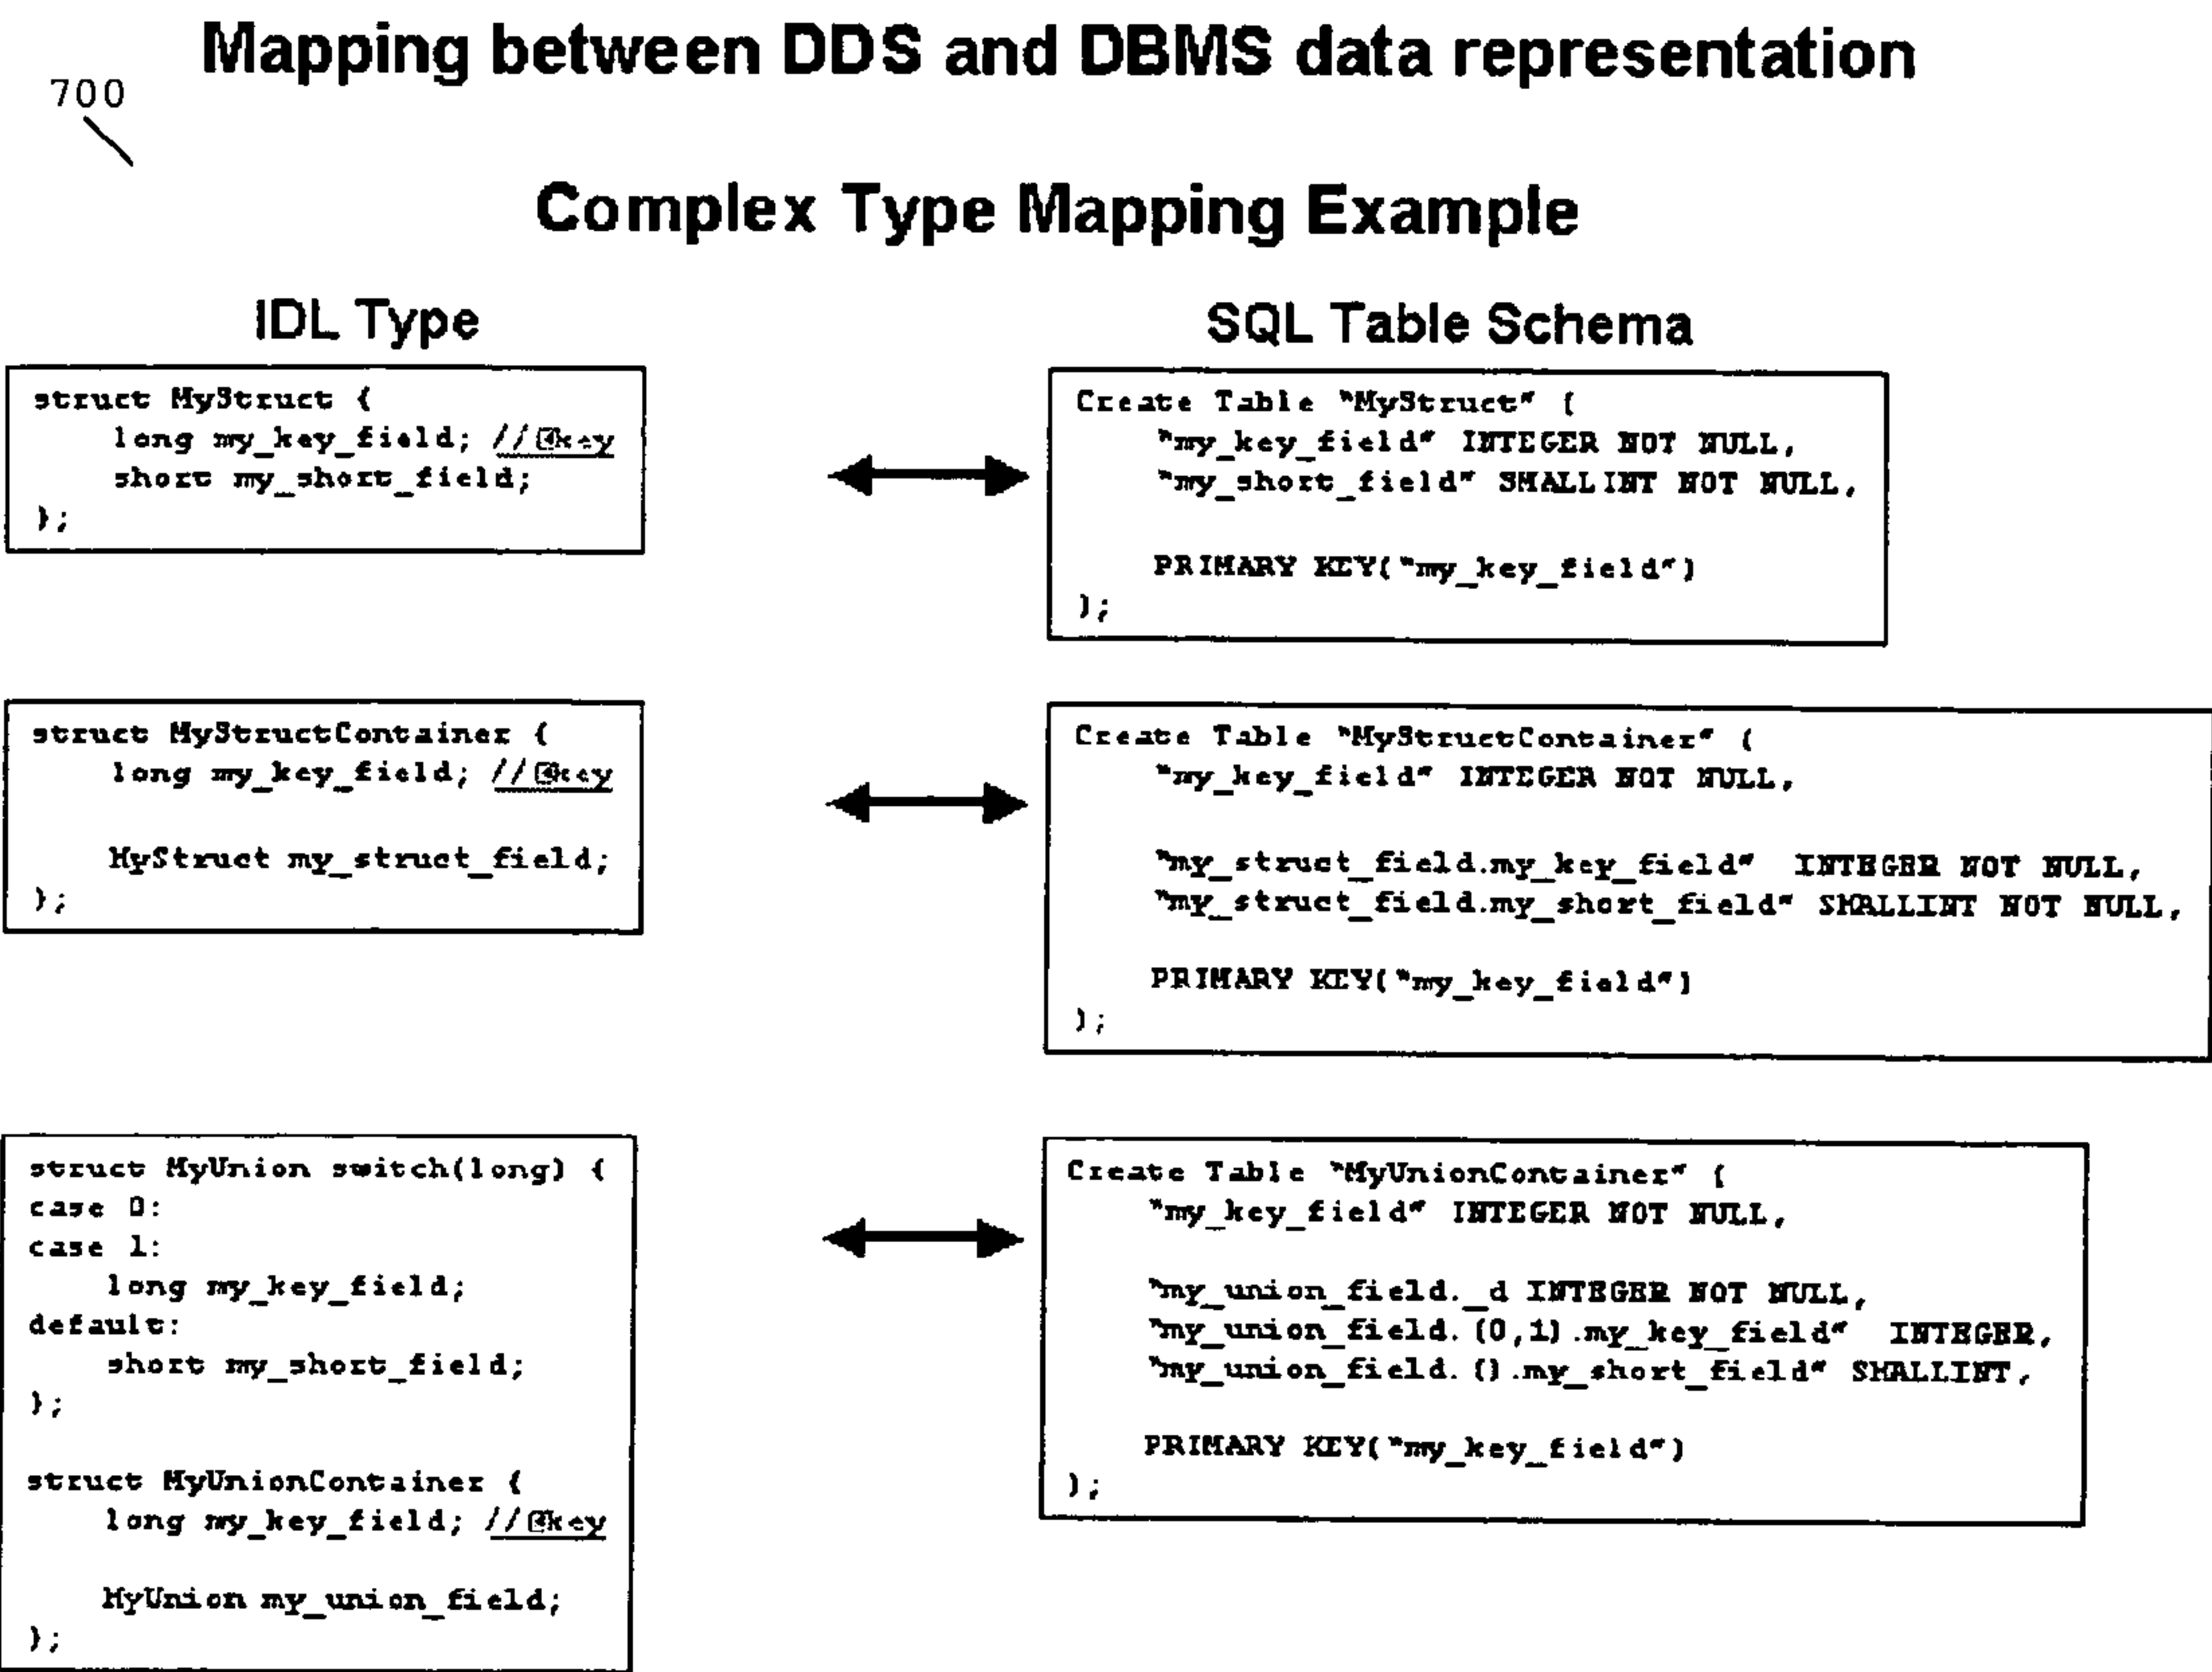 Mapping between DDS and DBMS data representation
700
Complex Type Mapping Example
IDL Type
struct MyStruct {
long my_key_field; //@key
short my_short_field;
};
SQL Table Schema
Create Table "MyStruct" (
"my_key_field" INTEGER NOT NULL,
"my_short_field" SMALLINT NOT NULL,
PRIMARY KEY("my_key_field")
);
struct MyStructContainer {
long my_key_field; //@key
MyStruct my_struct_field;
};
Create Table "MyStructContainer" (
"my_key_field" INTEGER NOT NULL,
"my_struct_field.my_key_field" INTEGER NOT NULL,
"my_struct_field.my_short_field" SMALLINT NOT NULL,
PRIMARY KEY("my_key_field")
);
struct MyUnion switch(long) {
case 0:
case 1:
long my_key_field;
default:
short my_short_field;
};
struct MyUnionContainer {
long my_key_field; //@key
MyUnion my_union_field;
};
Create Table "MyUnionContainer" (
"my_key_field" INTEGER NOT NULL,
"my_union_field._d INTEGER NOT NULL,
"my_union_field.(0,1).my_key_field" INTEGER,
"my_union_field.().my_short_field" SMALLINT,
PRIMARY KEY("my_key_field")
);